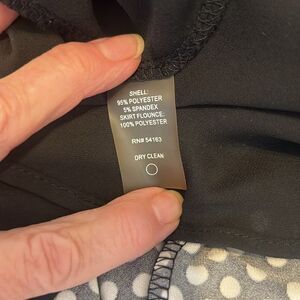 SHELL:
95% POLYESTER
5% SPANDEX
SKIRT FLOUNCE:
100% POLYESTER
RN# 54163
DRY CLEAN